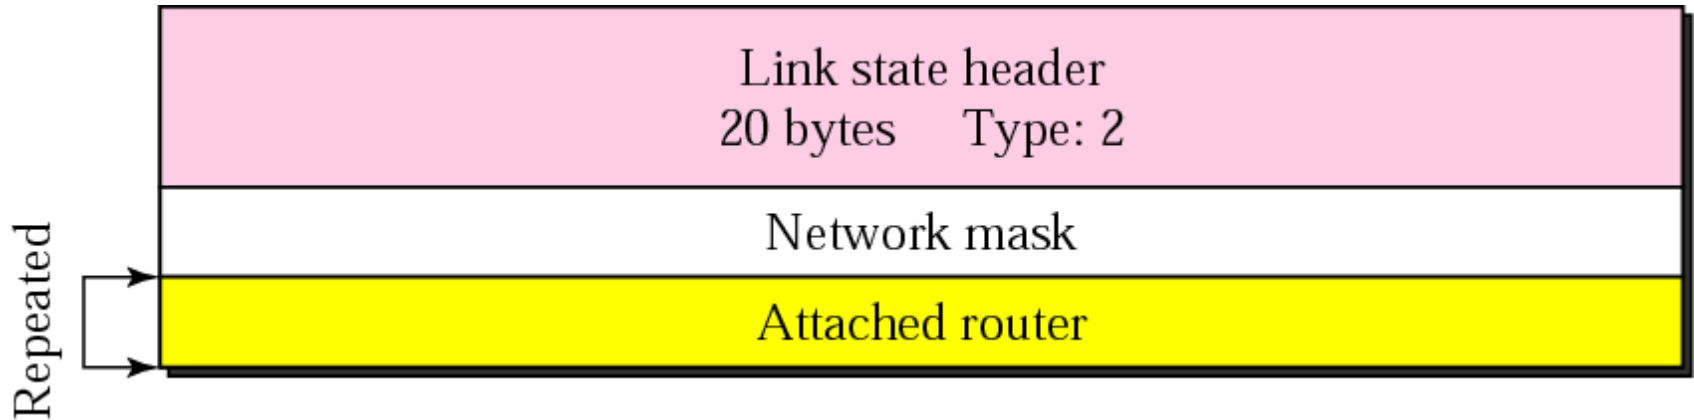 Link state header
20 bytes Type: 2
Network mask
Attached router
Repeated